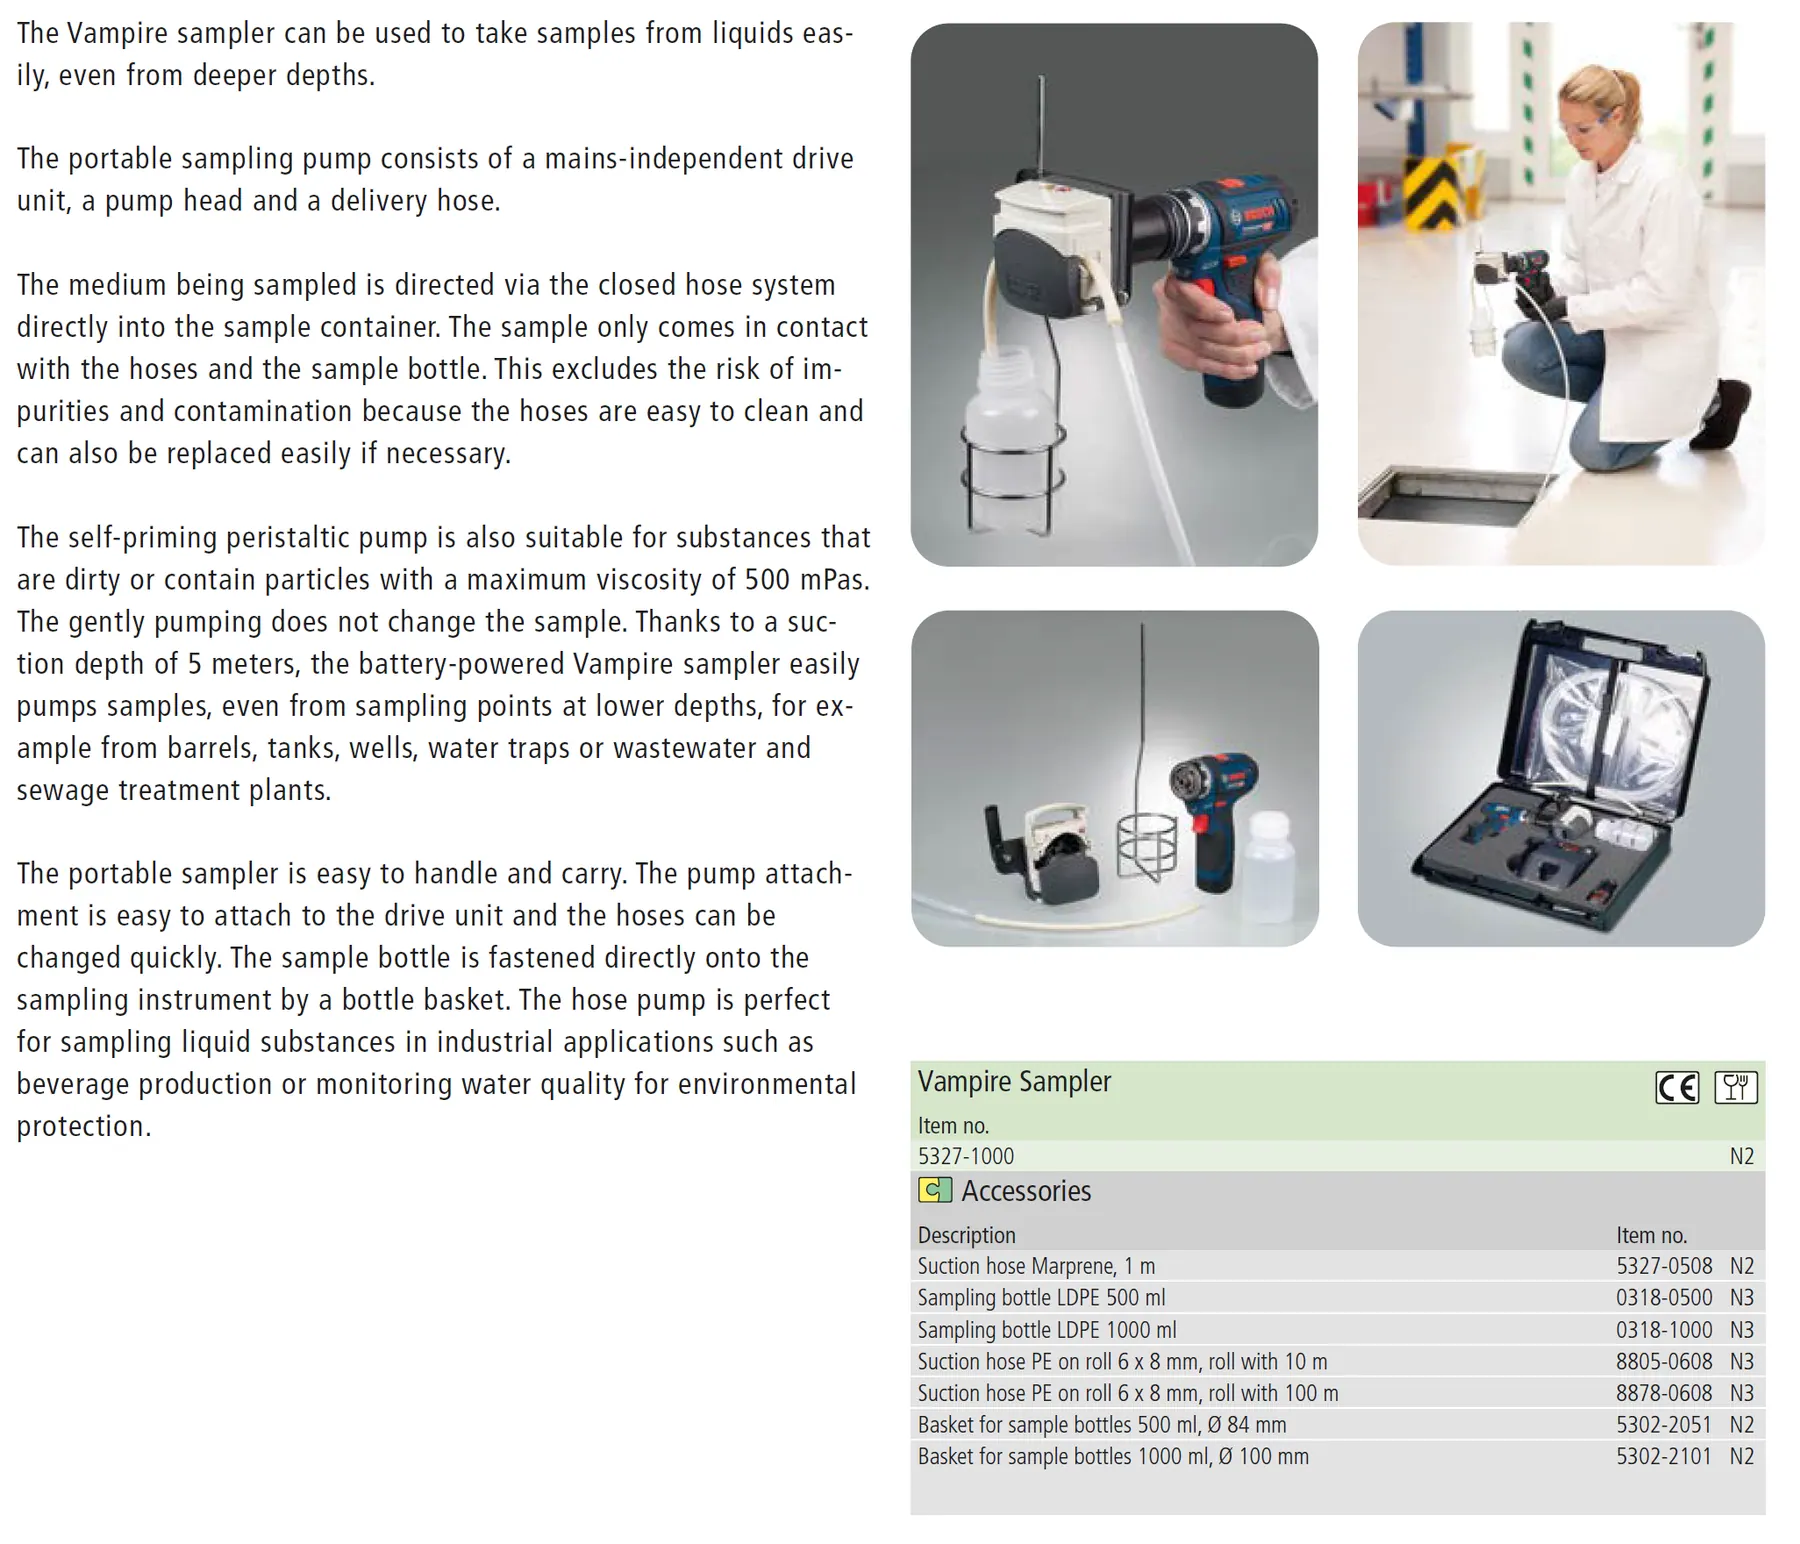 The Vampire sampler can be used to take samples from liquids eas-
ily, even from deeper depths.
The portable sampling pump consists of a mains-independent drive
unit, a pump head and a delivery hose.
The medium being sampled is directed via the closed hose system
directly into the sample container. The sample only comes in contact
with the hoses and the sample bottle. This excludes the risk of im-
purities and contamination because the hoses are easy to clean and
can also be replaced easily if necessary.
The self-priming peristaltic pump is also suitable for substances that
are dirty or contain particles with a maximum viscosity of 500 mPas.
The gently pumping does not change the sample. Thanks to a suc-
tion depth of 5 meters, the battery-powered Vampire sampler easily
pumps samples, even from sampling points at lower depths, for ex-
ample from barrels, tanks, wells, water traps or wastewater and
sewage treatment plants.
The portable sampler is easy to handle and carry. The pump attach-
ment is easy to attach to the drive unit and the hoses can be
changed quickly. The sample bottle is fastened directly onto the
sampling instrument by a bottle basket. The hose pump is perfect
for sampling liquid substances in industrial applications such as
beverage production or monitoring water quality for environmental
protection.
BOSCH
Vampire Sampler CE
Item no.
5327-1000 N2
Accessories
Description Item no.
Suction hose Marprene, 1 m 5327-0508 N2
Sampling bottle LDPE 500 ml 0318-0500 N3
Sampling bottle LDPE 1000 ml 0318-1000 N3
Suction hose PE on roll 6 x 8 mm, roll with 10 m 8805-0608 N3
Suction hose PE on roll 6 x 8 mm, roll with 100 m 8878-0608 N3
Basket for sample bottles 500 ml, Ø 84 mm 5302-2051 N2
Basket for sample bottles 1000 ml, Ø 100 mm 5302-2101 N2